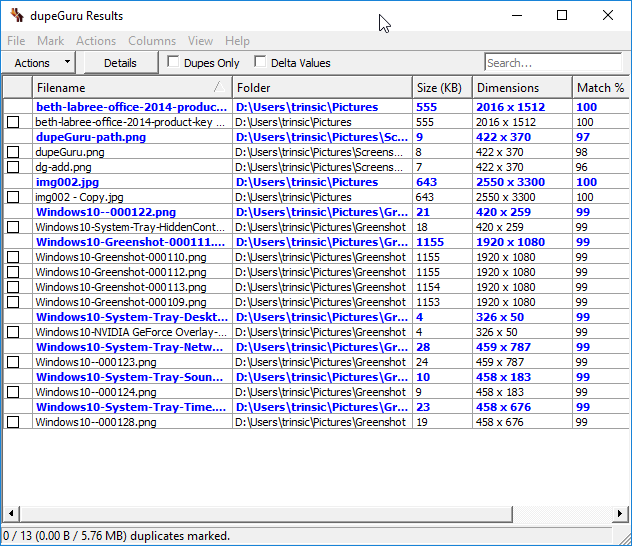 dupeGuru Results
File Mark Actions Columns View Help
Actions Details Dupes Only Delta Values Search...
Filename Folder Size (KB) Dimensions Match %
beth-labree-office-2014-produc... D:\Users\trinsic\Pictures 555 2016 x 1512 100
beth-labree-office-2014-product-key ... D:\Users\trinsic\Pictures 555 2016 x 1512 100
dupeGuru-path.png D:\Users\trinsic\Pictures\Sc... 9 422 x 370 97
dupeGuru.png D:\Users\trinsic\Pictures\Screens... 8 422 x 370 98
dg-add.png D:\Users\trinsic\Pictures\Screens... 7 422 x 370 96
img002.jpg D:\Users\trinsic\Pictures 643 2550 x 3300 100
img002 - Copy.jpg D:\Users\trinsic\Pictures 643 2550 x 3300 100
Windows10--000122.png D:\Users\trinsic\Pictures\Gr... 21 420 x 259 99
Windows10-System-Tray-HiddenCont... D:\Users\trinsic\Pictures\Greenshot 18 420 x 259 99
Windows10-Greenshot-000111.... D:\Users\trinsic\Pictures\Gr... 1155 1920 x 1080 99
Windows10-Greenshot-000110.png D:\Users\trinsic\Pictures\Greenshot 1155 1920 x 1080 99
Windows10-Greenshot-000112.png D:\Users\trinsic\Pictures\Greenshot 1155 1920 x 1080 99
Windows10-Greenshot-000113.png D:\Users\trinsic\Pictures\Greenshot 1154 1920 x 1080 99
Windows10-Greenshot-000109.png D:\Users\trinsic\Pictures\Greenshot 1153 1920 x 1080 99
Windows10-System-Tray-Deskt... D:\Users\trinsic\Pictures\Gr... 4 326 x 50 99
Windows10-NVIDIA GeForce Overlay-... D:\Users\trinsic\Pictures\Greenshot 4 326 x 50 99
Windows10-System-Tray-Netw... D:\Users\trinsic\Pictures\Gr... 28 459 x 787 99
Windows10--000123.png D:\Users\trinsic\Pictures\Greenshot 24 459 x 787 99
Windows10-System-Tray-Soun... D:\Users\trinsic\Pictures\Gr... 10 458 x 183 99
Windows10--000124.png D:\Users\trinsic\Pictures\Greenshot 9 458 x 183 99
Windows10-System-Tray-Time.... D:\Users\trinsic\Pictures\Gr... 23 458 x 676 99
Windows10--000128.png D:\Users\trinsic\Pictures\Greenshot 19 458 x 676 99
0 / 13 (0.00 B / 5.76 MB) duplicates marked.